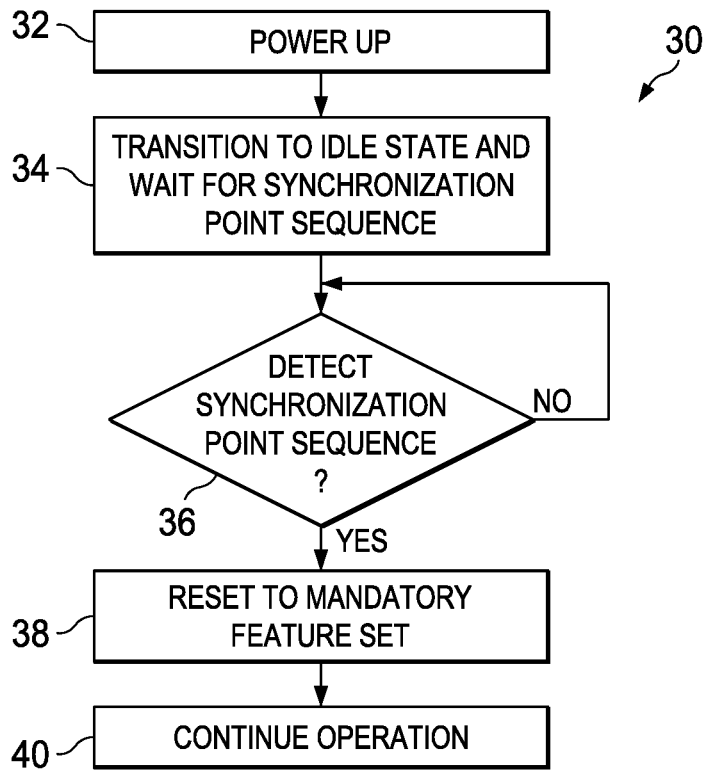 32
POWER UP
30
34
TRANSITION TO IDLE STATE AND
WAIT FOR SYNCHRONIZATION
POINT SEQUENCE
DETECT
SYNCHRONIZATION
POINT SEQUENCE
?
NO
36
YES
38
RESET TO MANDATORY
FEATURE SET
40
CONTINUE OPERATION